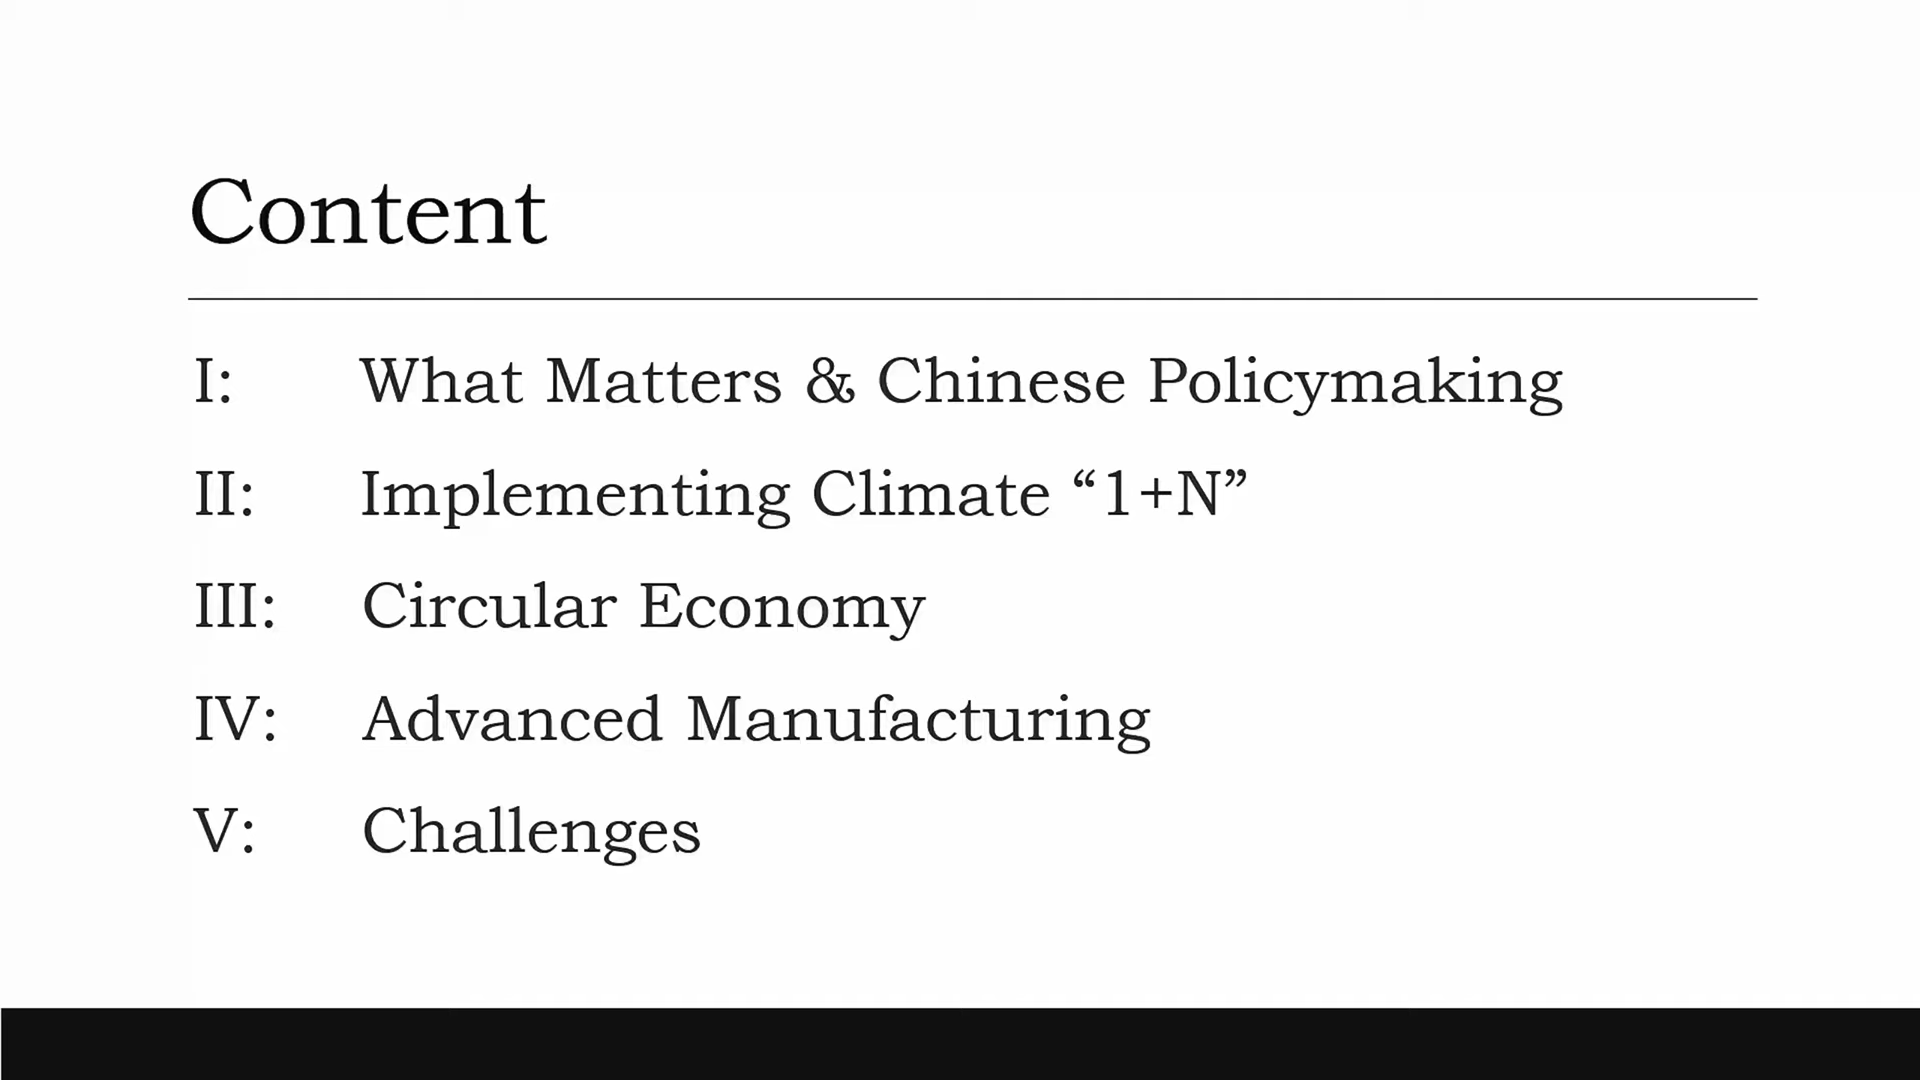 Content
I: What Matters & Chinese Policymaking
II: Implementing Climate “1+N”
III: Circular Economy
IV: Advanced Manufacturing
V: Challenges